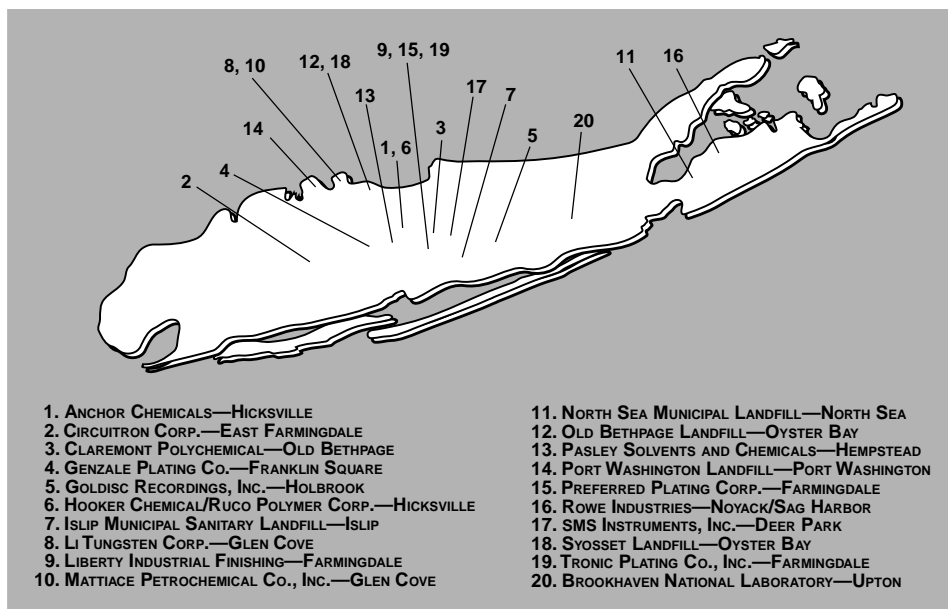 9, 15, 19
8, 10
12, 18
11
16
13
17
7
14
1, 6
3
5
20
4
2
1. Anchor Chemicals—Hicksville
2. Circuitron Corp.—East Farmingdale
3. Claremont Polychemical—Old Bethpage
4. Genzale Plating Co.—Franklin Square
5. Goldisc Recordings, Inc.—Holbrook
6. Hooker Chemical/Ruco Polymer Corp.—Hicksville
7. Islip Municipal Sanitary Landfill—Islip
8. Li Tungsten Corp.—Glen Cove
9. Liberty Industrial Finishing—Farmingdale
10. Mattiace Petrochemical Co., Inc.—Glen Cove
11. North Sea Municipal Landfill—North Sea
12. Old Bethpage Landfill—Oyster Bay
13. Pasley Solvents and Chemicals—Hempstead
14. Port Washington Landfill—Port Washington
15. Preferred Plating Corp.—Farmingdale
16. Rowe Industries—Noyack/Sag Harbor
17. SMS Instruments, Inc.—Deer Park
18. Syosset Landfill—Oyster Bay
19. Tronic Plating Co., Inc.—Farmingdale
20. Brookhaven National Laboratory—Upton